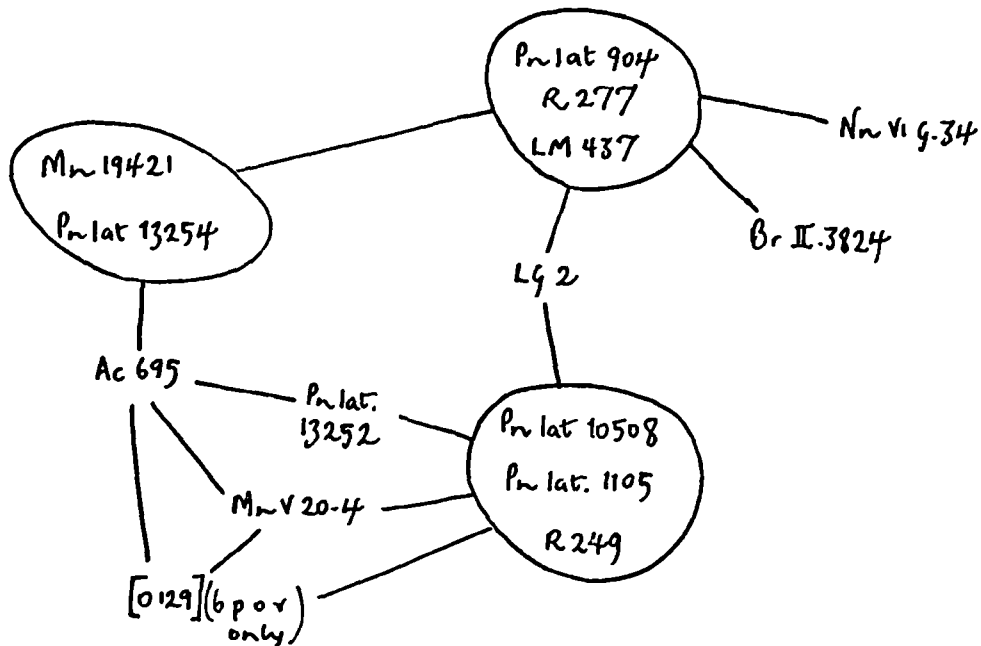 Pn lat 904
R 277
LM 437
Nn VI G.34
Br II.3824
Mn 19421
Pn lat 13254
LG 2
Ac 695
Pn lat.
13252
Pn lat 10508
Pn lat. 1105
R 249
Mn V 20-4
[0129] (6 p o r
only)